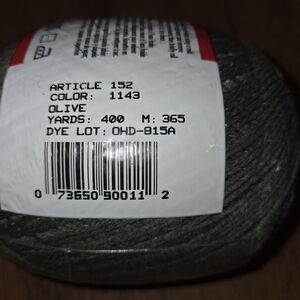 ARTICLE 152
COLOR: 1143
OLIVE
YARDS: 400 M: 365
DYE LOT: OHD-815A
0 73650 90011 2